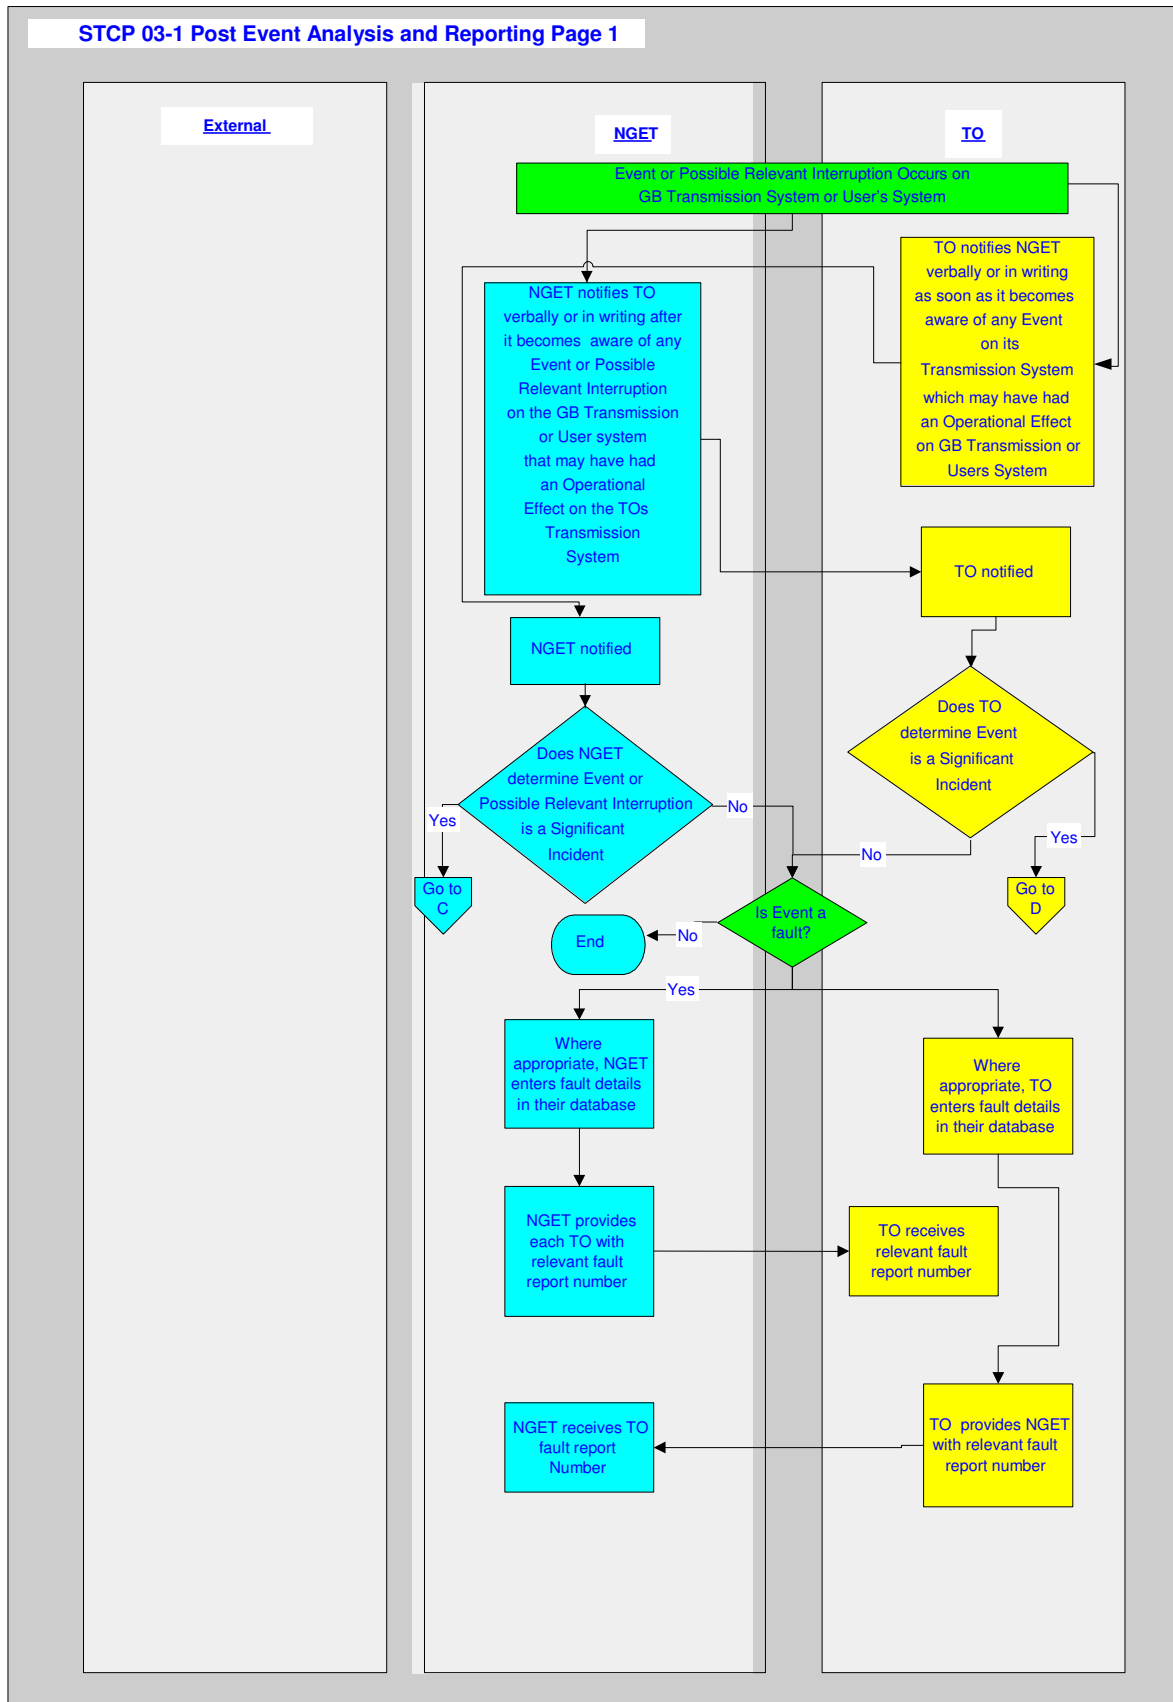 STCP 03-1 Post Event Analysis and Reporting Page 1
External
NGET
TO
Event or Possible Relevant Interruption Occurs on
GB Transmission System or User's System
TO notifies NGET
verbally or in writing
as soon as it becomes
aware of any Event
on its
Transmission System
which may have had
an Operational Effect
on GB Transmission or
Users System
NGET notifies TO
verbally or in writing after
it becomes aware of any
Event or Possible
Relevant Interruption
on the GB Transmission
or User system
that may have had
an Operational
Effect on the TOs
Transmission
System
TO notified
NGET notified
Does TO
determine Event
is a Significant
Incident
Does NGET
determine Event or
Possible Relevant Interruption
is a Significant
Incident
Yes
No
Yes
No
Go to
C
Go to
D
Is Event a
fault?
No
End
Yes
Where
appropriate, NGET
enters fault details
in their database
Where
appropriate, TO
enters fault details
in their database
NGET provides
each TO with
relevant fault
report number
TO receives
relevant fault
report number
NGET receives TO
fault report
Number
TO provides NGET
with relevant fault
report number